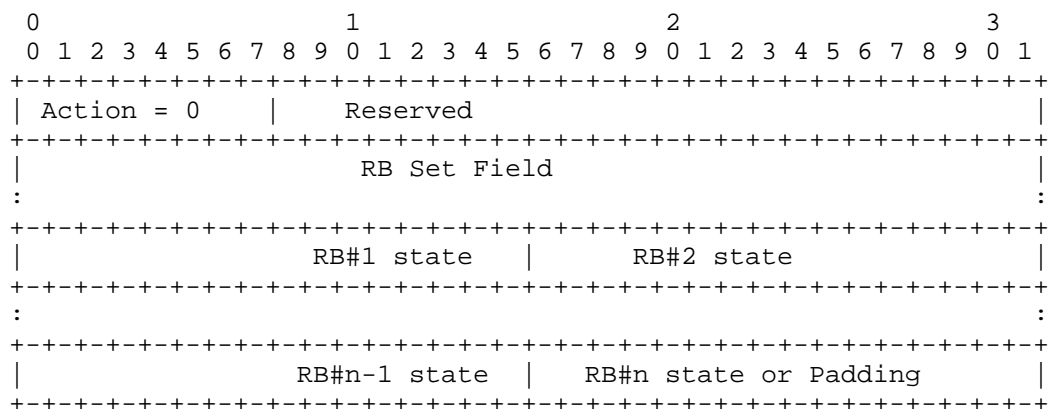 0                   1                   2                   3
0 1 2 3 4 5 6 7 8 9 0 1 2 3 4 5 6 7 8 9 0 1 2 3 4 5 6 7 8 9 0 1
+-+-+-+-+-+-+-+-+-+-+-+-+-+-+-+-+-+-+-+-+-+-+-+-+-+-+-+-+-+-+-+-+
| Action = 0    |    Reserved                                   |
+-+-+-+-+-+-+-+-+-+-+-+-+-+-+-+-+-+-+-+-+-+-+-+-+-+-+-+-+-+-+-+-+
|                     RB Set Field                              |
:                                                               :
+-+-+-+-+-+-+-+-+-+-+-+-+-+-+-+-+-+-+-+-+-+-+-+-+-+-+-+-+-+-+-+-+
|                  RB#1 state   |      RB#2 state               |
+-+-+-+-+-+-+-+-+-+-+-+-+-+-+-+-+-+-+-+-+-+-+-+-+-+-+-+-+-+-+-+-+
:                                                               :
+-+-+-+-+-+-+-+-+-+-+-+-+-+-+-+-+-+-+-+-+-+-+-+-+-+-+-+-+-+-+-+-+
|                 RB#n-1 state  |   RB#n state or Padding       |
+-+-+-+-+-+-+-+-+-+-+-+-+-+-+-+-+-+-+-+-+-+-+-+-+-+-+-+-+-+-+-+-+